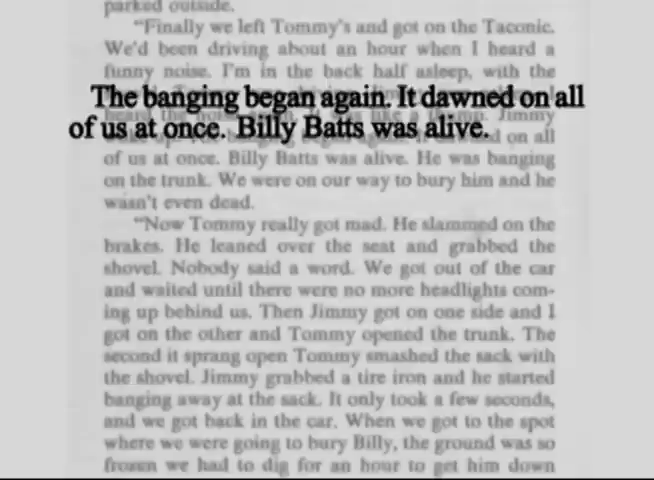 parked outside.
“Finally we left Tommy's and got on the Taconic.
We'd been driving about an hour when I heard a
funny noise. I'm in the back half asleep, with the
The banging began again. It dawned on all
of us at once. Billy Batts was alive.
Jimmy
on all
of us at once. Billy Batts was alive. He was banging
on the trunk. We were on our way to bury him and he
wasn't even dead.
“Now Tommy really got mad. He slammed on the
brakes. He leaned over the seat and grabbed the
shovel. Nobody said a word. We got out of the car
and waited until there were no more headlights com-
ing up behind us. Then Jimmy got on one side and I
got on the other and Tommy opened the trunk. The
second it sprang open Tommy smashed the sack with
the shovel. Jimmy grabbed a tire iron and he started
banging away at the sack. It only took a few seconds,
and we got back in the car. When we got to the spot
where we were going to bury Billy, the ground was so
frozen we had to dig for an hour to get him down